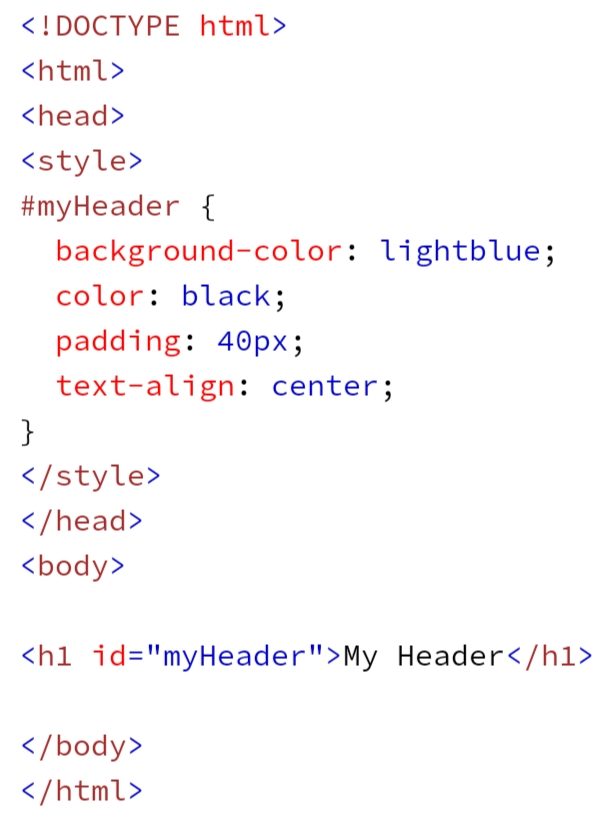 <!DOCTYPE html>
<html>
<head>
<style>
#myHeader {
  background-color: lightblue;
  color: black;
  padding: 40px;
  text-align: center;
}
</style>
</head>
<body>

<h1 id="myHeader">My Header</h1>

</body>
</html>